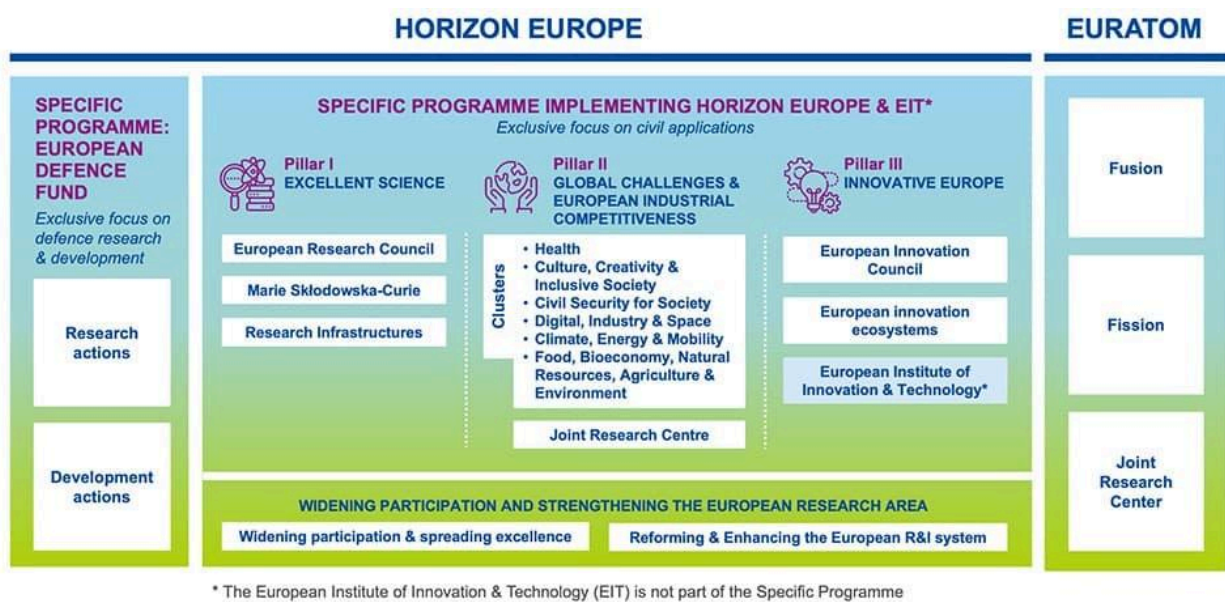 HORIZON EUROPE
EURATOM
SPECIFIC
PROGRAMME:
EUROPEAN
DEFENCE
FUND
Exclusive focus on
defence research
& development
Research
actions
Development
actions
SPECIFIC PROGRAMME IMPLEMENTING HORIZON EUROPE & EIT*
Exclusive focus on civil applications
Pillar I
EXCELLENT SCIENCE
European Research Council
Marie Skłodowska-Curie
Research Infrastructures
Pillar II
GLOBAL CHALLENGES &
EUROPEAN INDUSTRIAL
COMPETITIVENESS
Clusters
• Health
• Culture, Creativity &
Inclusive Society
• Civil Security for Society
• Digital, Industry & Space
• Climate, Energy & Mobility
• Food, Bioeconomy, Natural
Resources, Agriculture &
Environment
Joint Research Centre
Pillar III
INNOVATIVE EUROPE
European Innovation
Council
European innovation
ecosystems
European Institute of
Innovation & Technology*
WIDENING PARTICIPATION AND STRENGTHENING THE EUROPEAN RESEARCH AREA
Widening participation & spreading excellence
Reforming & Enhancing the European R&I system
Fusion
Fission
Joint
Research
Center
* The European Institute of Innovation & Technology (EIT) is not part of the Specific Programme